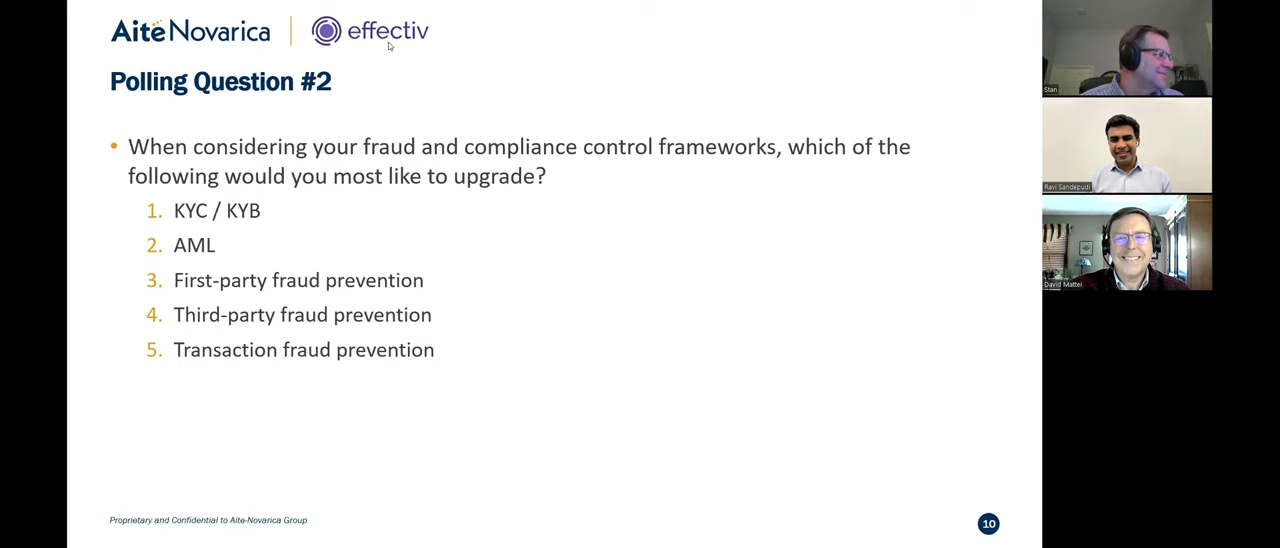 Aite Novarica
effectiv
Polling Question #2
• When considering your fraud and compliance control frameworks, which of the
following would you most like to upgrade?
1. KYC / KYB
2. AML
3. First-party fraud prevention
4. Third-party fraud prevention
5. Transaction fraud prevention
Proprietary and Confidential to Aite-Novarica Group
10
Stan
Ravi Sandepudi
David Mattei